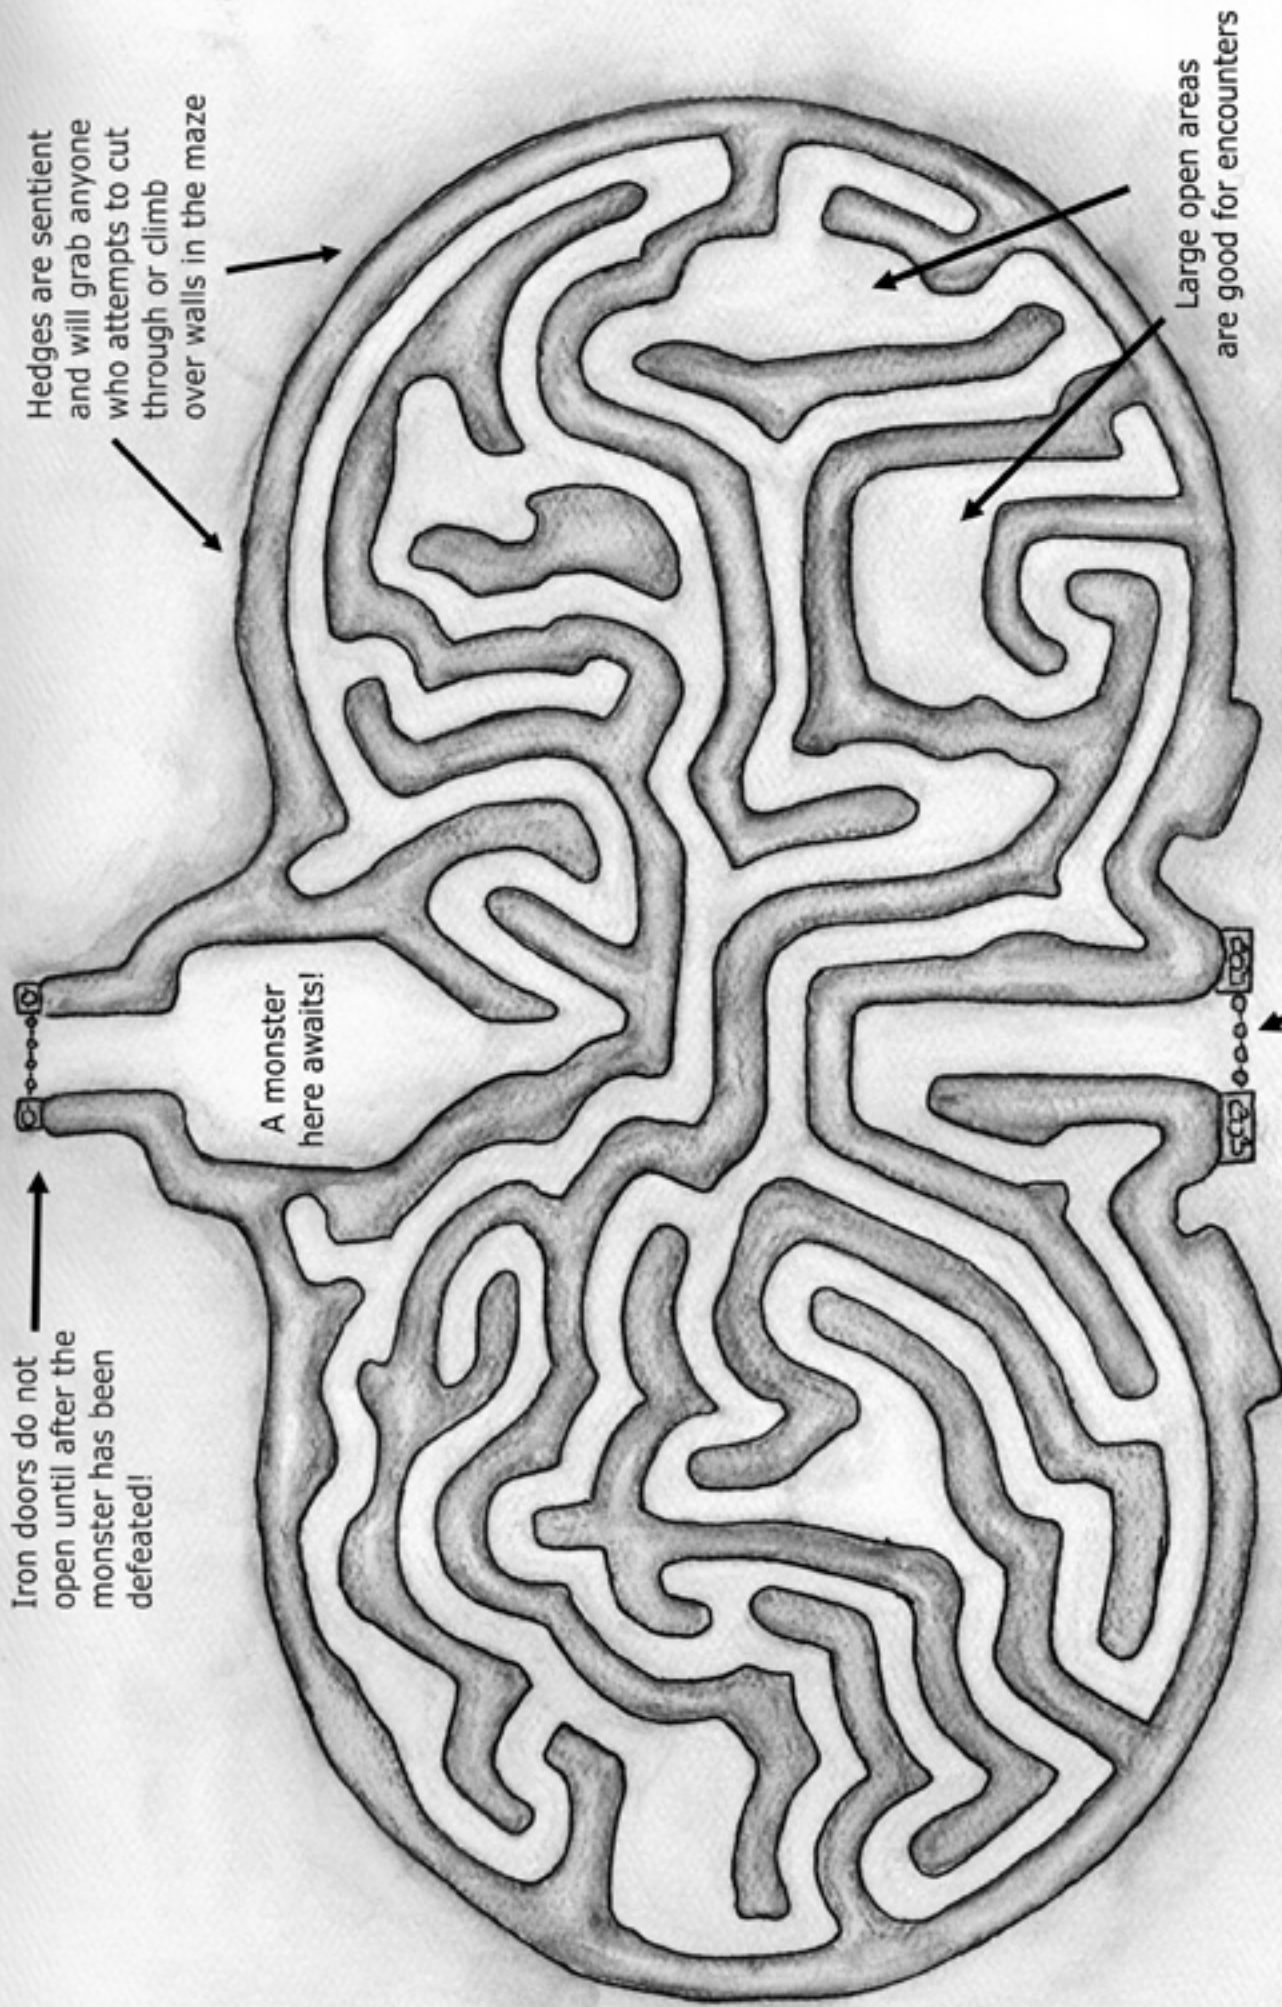 Iron doors do not
open until after the
monster has been
defeated!
A monster
here awaits!
Hedges are sentient
and will grab anyone
who attempts to cut
through or climb
over walls in the maze
Large open areas
are good for encounters